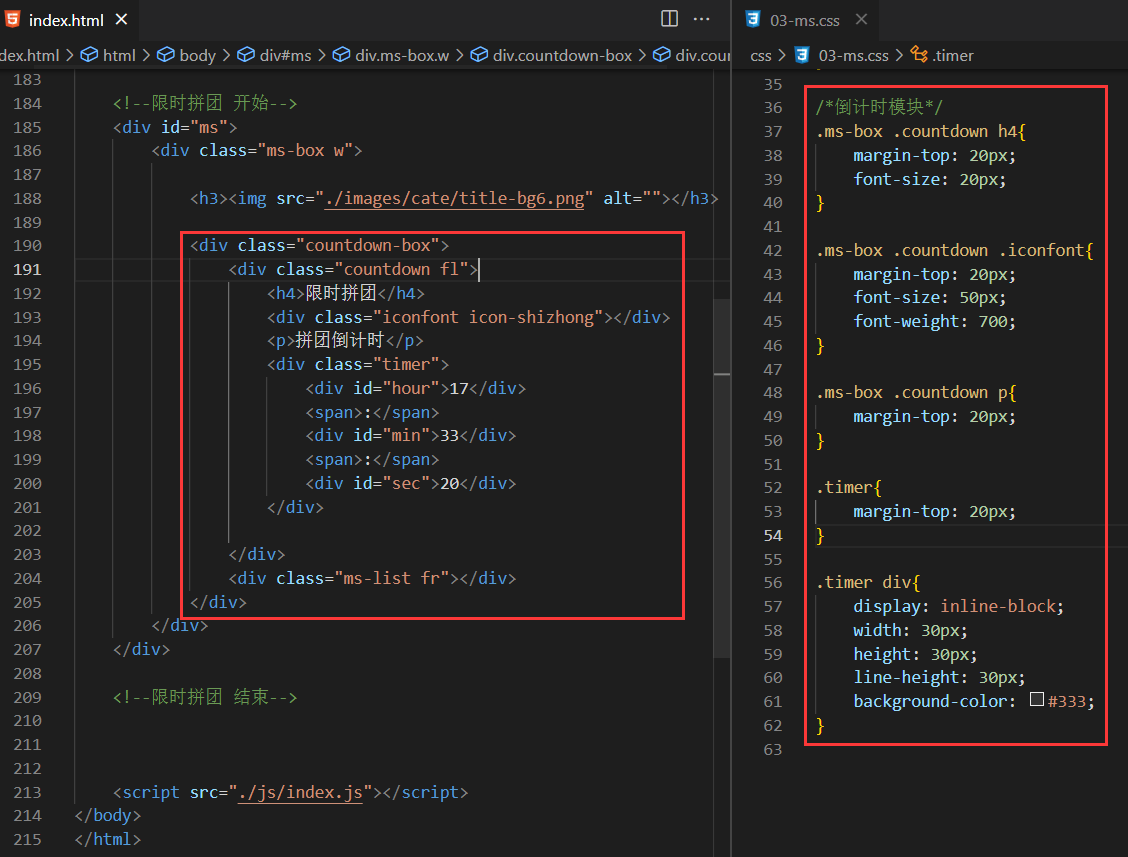 index.html
dex.html > html > body > div#ms > div.ms-box.w > div.countdown-box > div.cour
183
184 <!--限时拼团 开始-->
185 <div id="ms">
186 <div class="ms-box w">
187
188 <h3><img src="./images/cate/title-bg6.png" alt=""></h3>
189
190 <div class="countdown-box">
191 <div class="countdown fl">
192 <h4>限时拼团</h4>
193 <div class="iconfont icon-shizhong"></div>
194 <p>拼团倒计时</p>
195 <div class="timer">
196 <div id="hour">17</div>
197 <span>:</span>
198 <div id="min">33</div>
199 <span>:</span>
200 <div id="sec">20</div>
201 </div>
202
203 </div>
204 <div class="ms-list fr"></div>
205 </div>
206 </div>
207 </div>
208
209 <!--限时拼团 结束-->
210
211
212
213 <script src="./js/index.js"></script>
214 </body>
215 </html>
03-ms.css
css > 03-ms.css > .timer
35
36 /*倒计时模块*/
37 .ms-box .countdown h4{
38 margin-top: 20px;
39 font-size: 20px;
40 }
41
42 .ms-box .countdown .iconfont{
43 margin-top: 20px;
44 font-size: 50px;
45 font-weight: 700;
46 }
47
48 .ms-box .countdown p{
49 margin-top: 20px;
50 }
51
52 .timer{
53 margin-top: 20px;
54 }
55
56 .timer div{
57 display: inline-block;
58 width: 30px;
59 height: 30px;
60 line-height: 30px;
61 background-color: #333;
62 }
63